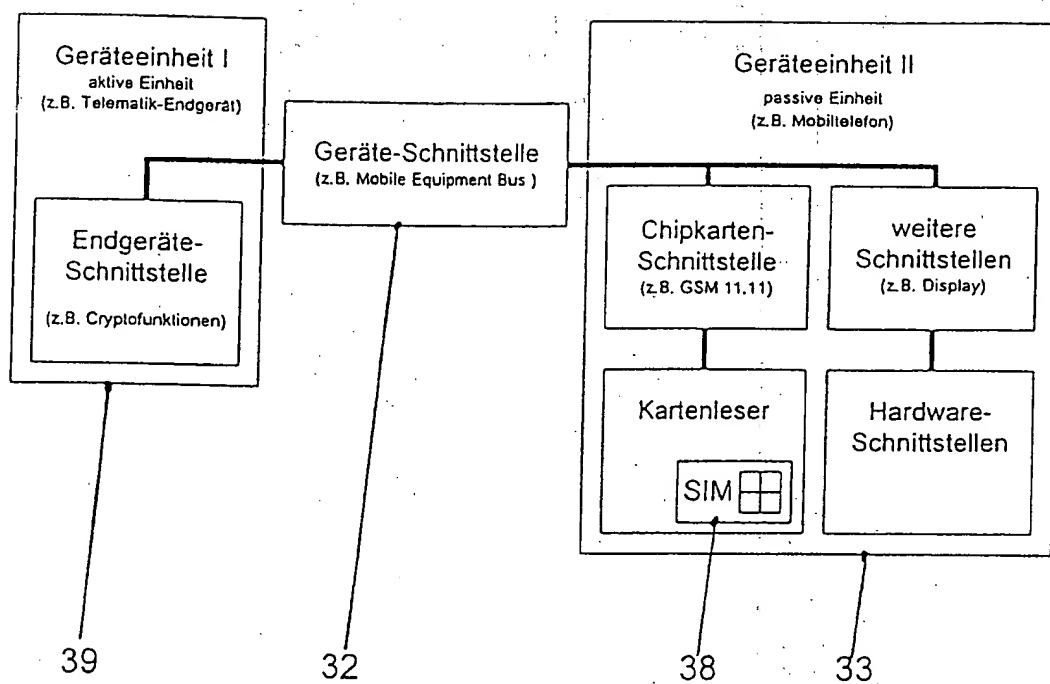 Geräteeinheit I
aktive Einheit
(z.B. Telematik-Endgerät)
Endgeräte-
Schnittstelle
(z.B. Cryptofunktionen)
Geräte-Schnittstelle
(z.B. Mobile Equipment Bus )
Geräteeinheit II
passive Einheit
(z.B. Mobiltelefon)
Chipkarten-
Schnittstelle
(z.B. GSM 11.11)
weitere
Schnittstellen
(z.B. Display)
Kartenleser
SIM
Hardware-
Schnittstellen
39
32
38
33